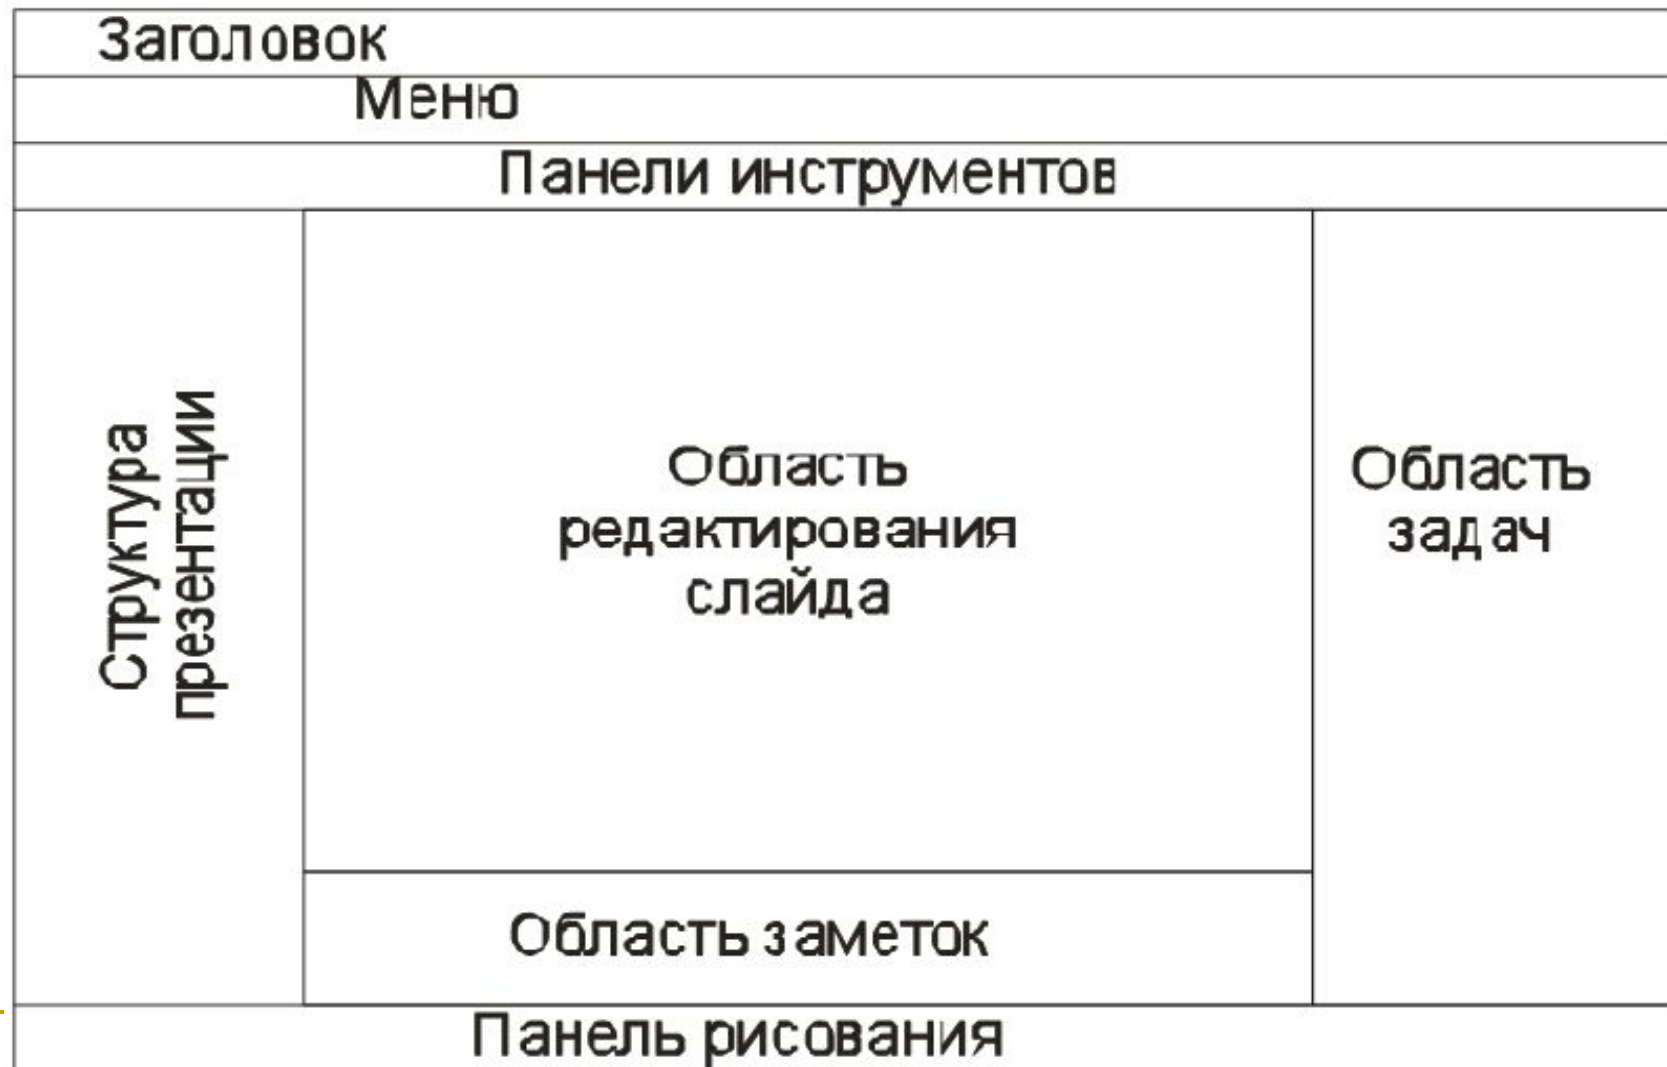 Заголовок
Меню
Панели инструментов
Структура
презентации
Область
редактирования
слайда
Область
задач
Область заметок
Панель рисования